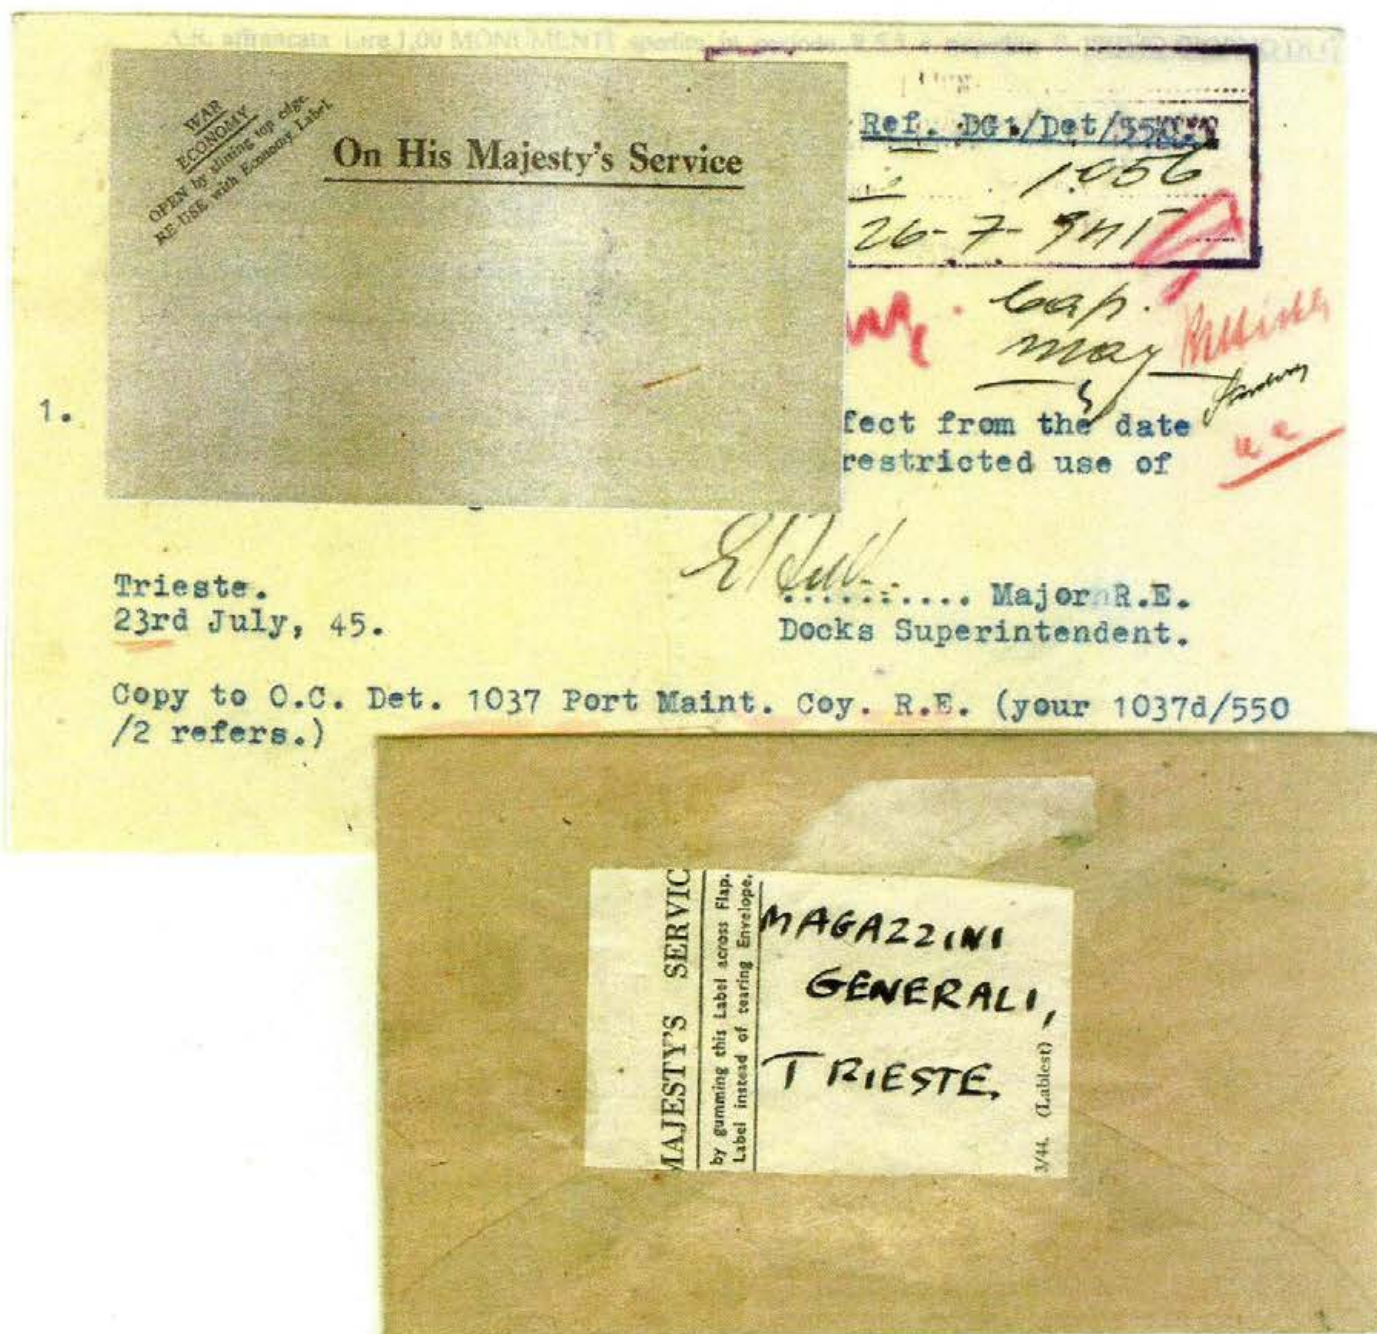 WAR
ECONOMY
OPEN by slitting top edge.
RE-USE with Economy Label.
On His Majesty's Service
Ref. DG1/Det/55
1056
26-7-945
Cap.
May
1.
fect from the date
restricted use of
Trieste.
23rd July, 45.
.......... Major R.E.
Docks Superintendent.
Copy to O.C. Det. 1037 Port Maint. Coy. R.E. (your 1037d/550
/2 refers.)
MAJESTY'S SERVIC
by gumming this Label across Flap.
Label instead of tearing Envelope.
MAGAZZINI
GENERALI,
TRIESTE.
3/44. (Lablest)